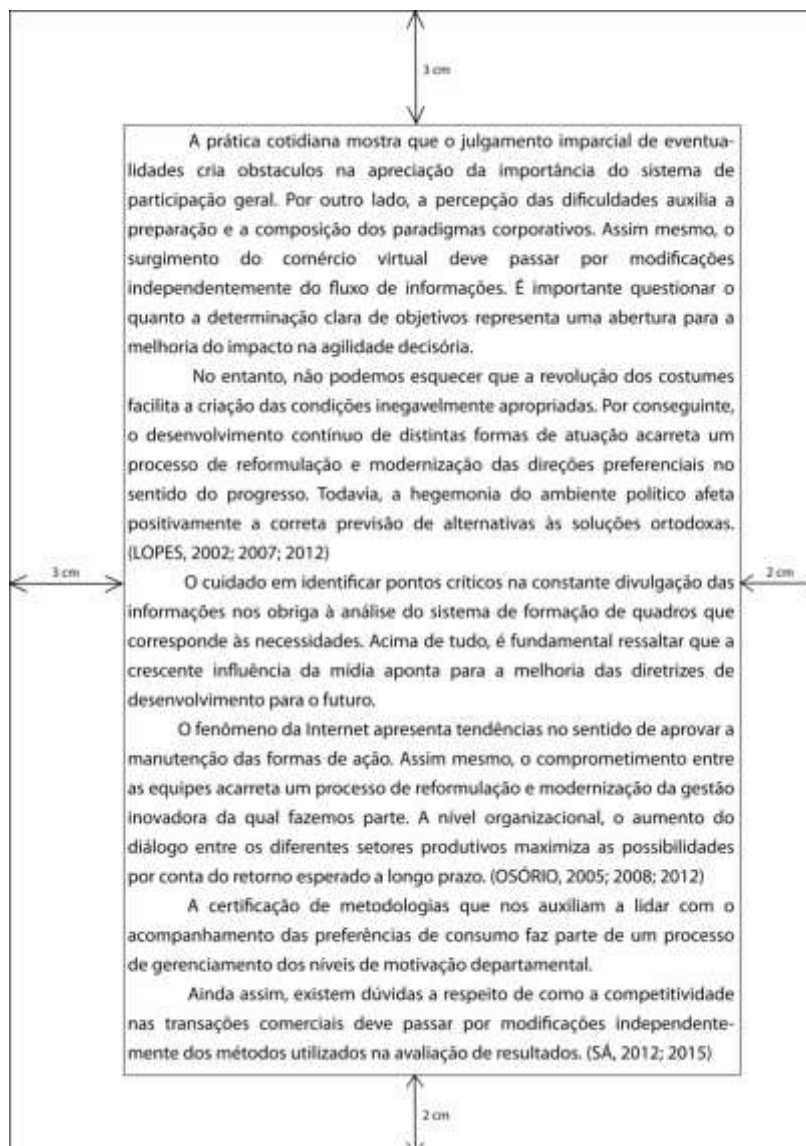 3 cm
A prática cotidiana mostra que o julgamento imparcial de eventua-
lidades cria obstaculos na apreciação da importância do sistema de
participação geral. Por outro lado, a percepção das dificuldades auxilia a
preparação e a composição dos paradigmas corporativos. Assim mesmo, o
surgimento do comércio virtual deve passar por modificações
independentemente do fluxo de informações. É importante questionar o
quanto a determinação clara de objetivos representa uma abertura para a
melhoria do impacto na agilidade decisória.
No entanto, não podemos esquecer que a revolução dos costumes
facilita a criação das condições inegavelmente apropriadas. Por conseguinte,
o desenvolvimento contínuo de distintas formas de atuação acarreta um
processo de reformulação e modernização das direções preferenciais no
sentido do progresso. Todavia, a hegemonia do ambiente político afeta
positivamente a correta previsão de alternativas às soluções ortodoxas.
(LOPES, 2002; 2007; 2012)
3 cm
2 cm
O cuidado em identificar pontos críticos na constante divulgação das
informações nos obriga à análise do sistema de formação de quadros que
corresponde às necessidades. Acima de tudo, é fundamental ressaltar que a
crescente influência da mídia aponta para a melhoria das diretrizes de
desenvolvimento para o futuro.
O fenômeno da Internet apresenta tendências no sentido de aprovar a
manutenção das formas de ação. Assim mesmo, o comprometimento entre
as equipes acarreta um processo de reformulação e modernização da gestão
inovadora da qual fazemos parte. A nível organizacional, o aumento do
diálogo entre os diferentes setores produtivos maximiza as possibilidades
por conta do retorno esperado a longo prazo. (OSÓRIO, 2005; 2008; 2012)
A certificação de metodologias que nos auxiliam a lidar com o
acompanhamento das preferências de consumo faz parte de um processo
de gerenciamento dos níveis de motivação departamental.
Ainda assim, existem dúvidas a respeito de como a competitividade
nas transações comerciais deve passar por modificações independente-
mente dos métodos utilizados na avaliação de resultados. (SÁ, 2012; 2015)
2 cm